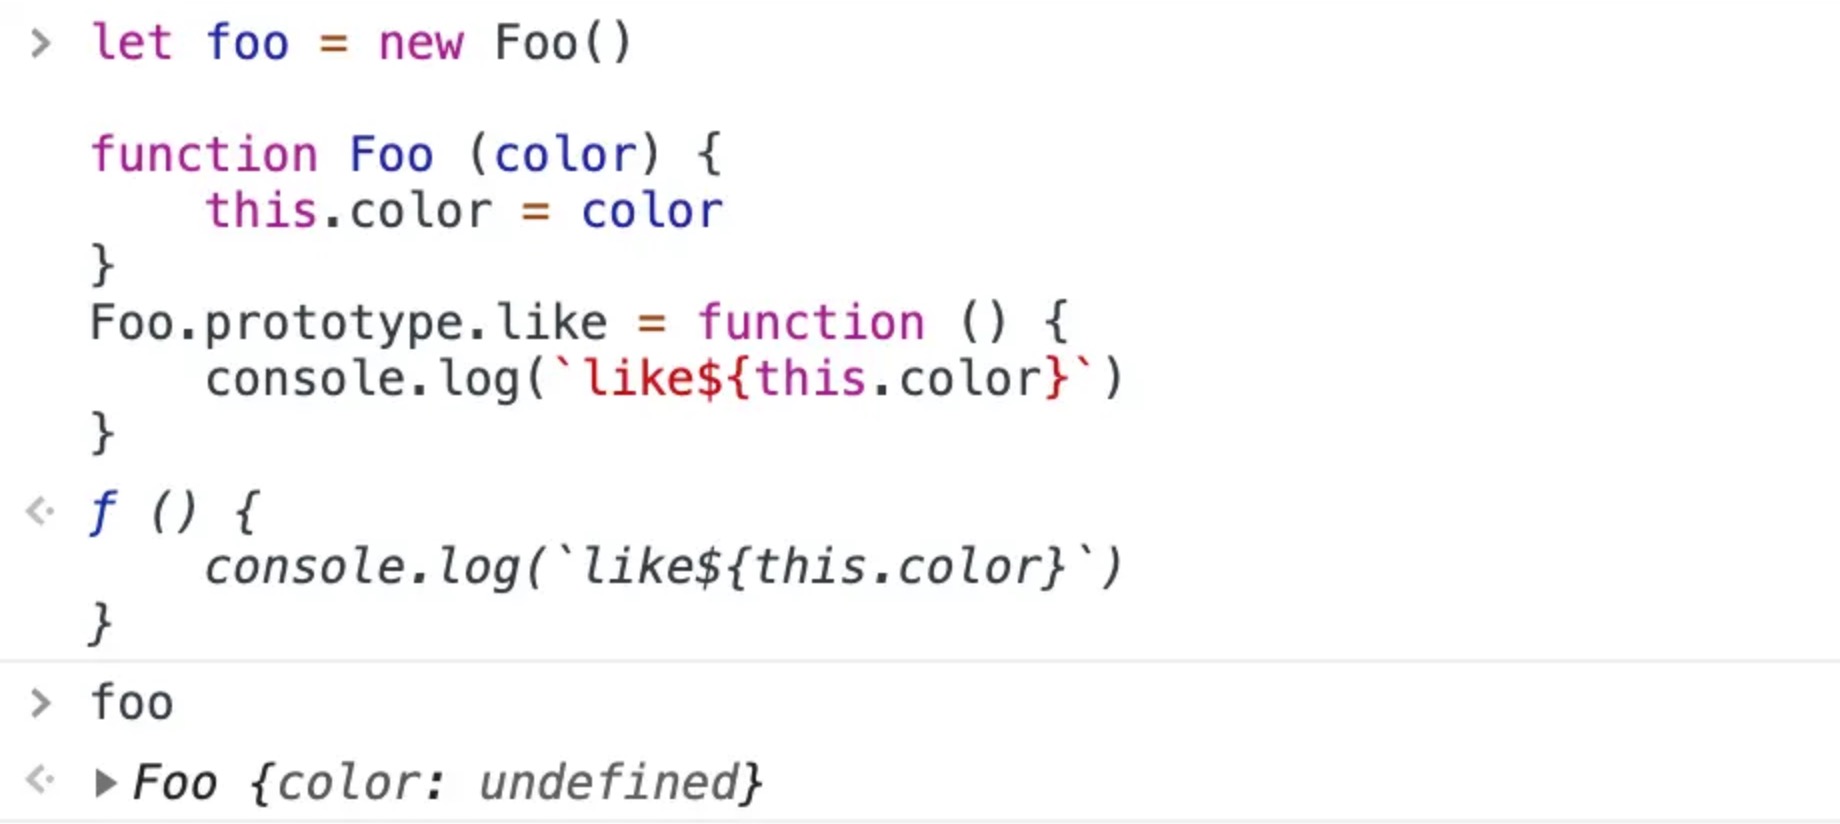 > let foo = new Foo()
function Foo (color) {
    this.color = color
}
Foo.prototype.like = function () {
    console.log(`like${this.color}`)
}
ƒ () {
    console.log(`like${this.color}`)
}
> foo
▶ Foo {color: undefined}